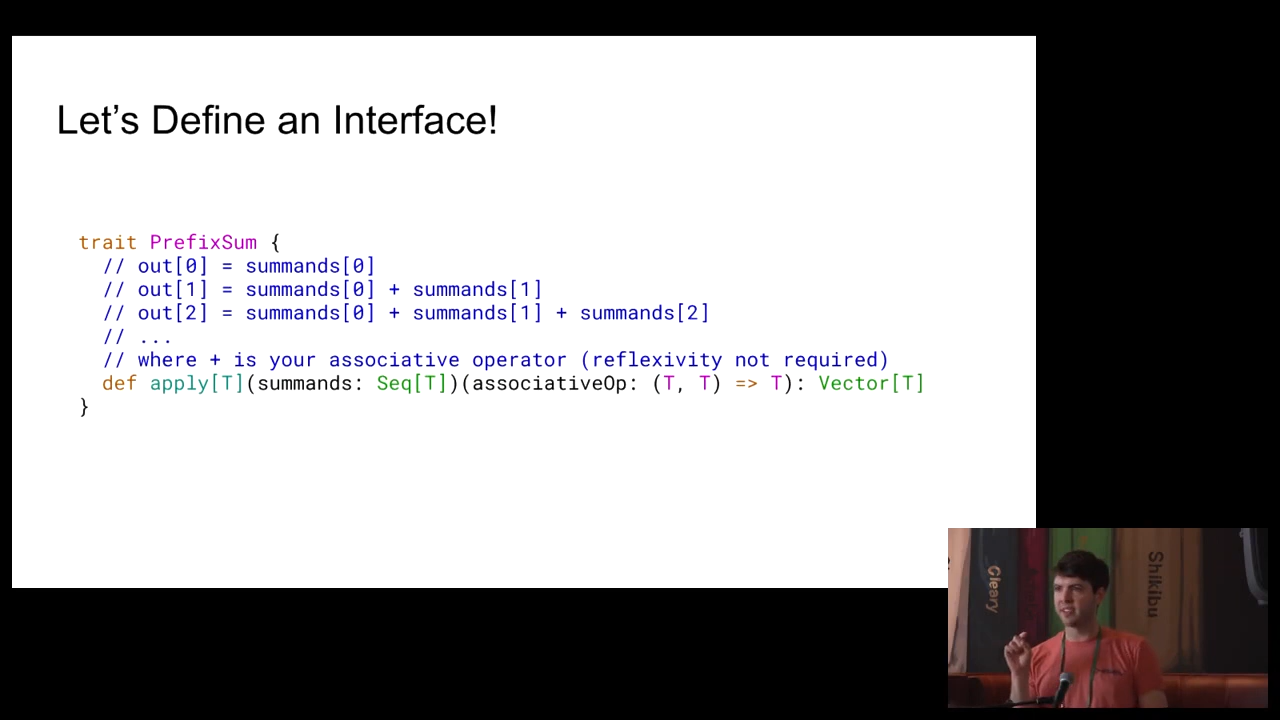 Let's Define an Interface!
trait PrefixSum {
// out[0] = summands[0]
// out[1] = summands[0] + summands[1]
// out[2] = summands[0] + summands[1] + summands[2]
// ...
// where + is your associative operator (reflexivity not required)
def apply[T](summands: Seq[T])(associativeOp: (T, T) => T): Vector[T]
}
Cleary
Shikibu